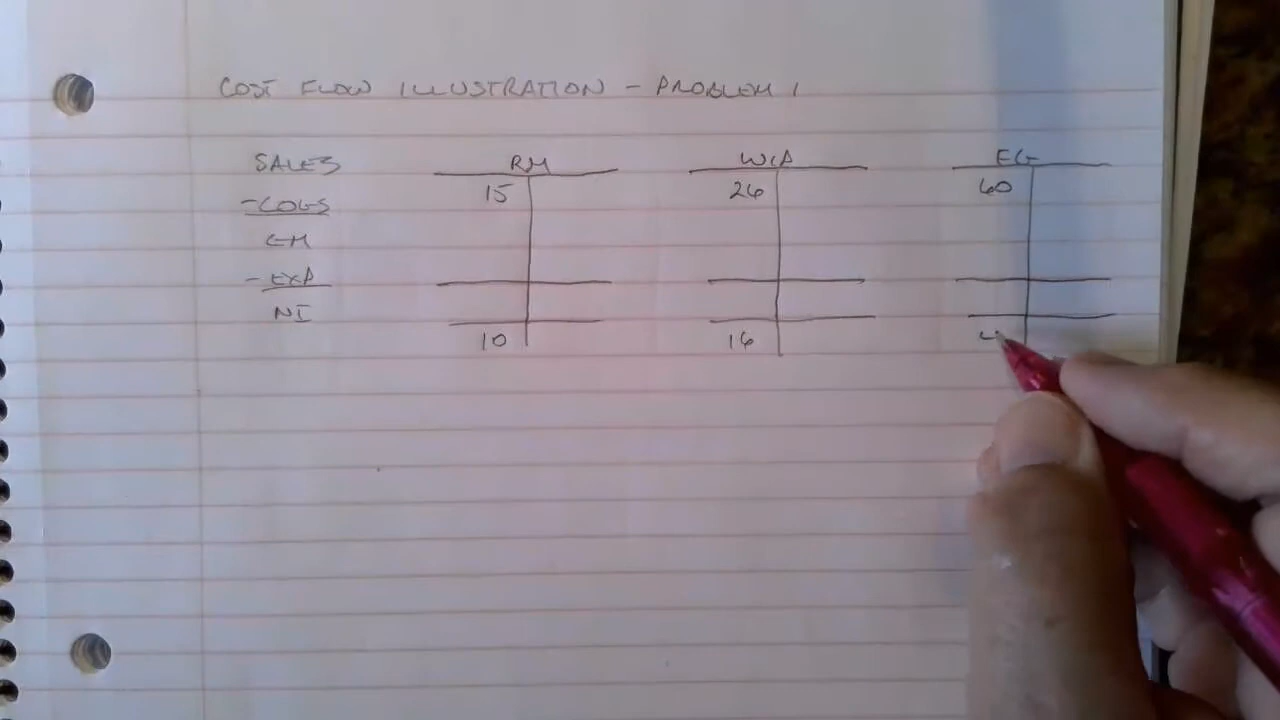 COST FLOW ILLUSTRATION - PROBLEM 1
SALES RM WIP FG
-COGS 15 26 60
GM
-EXP
NI
10 16